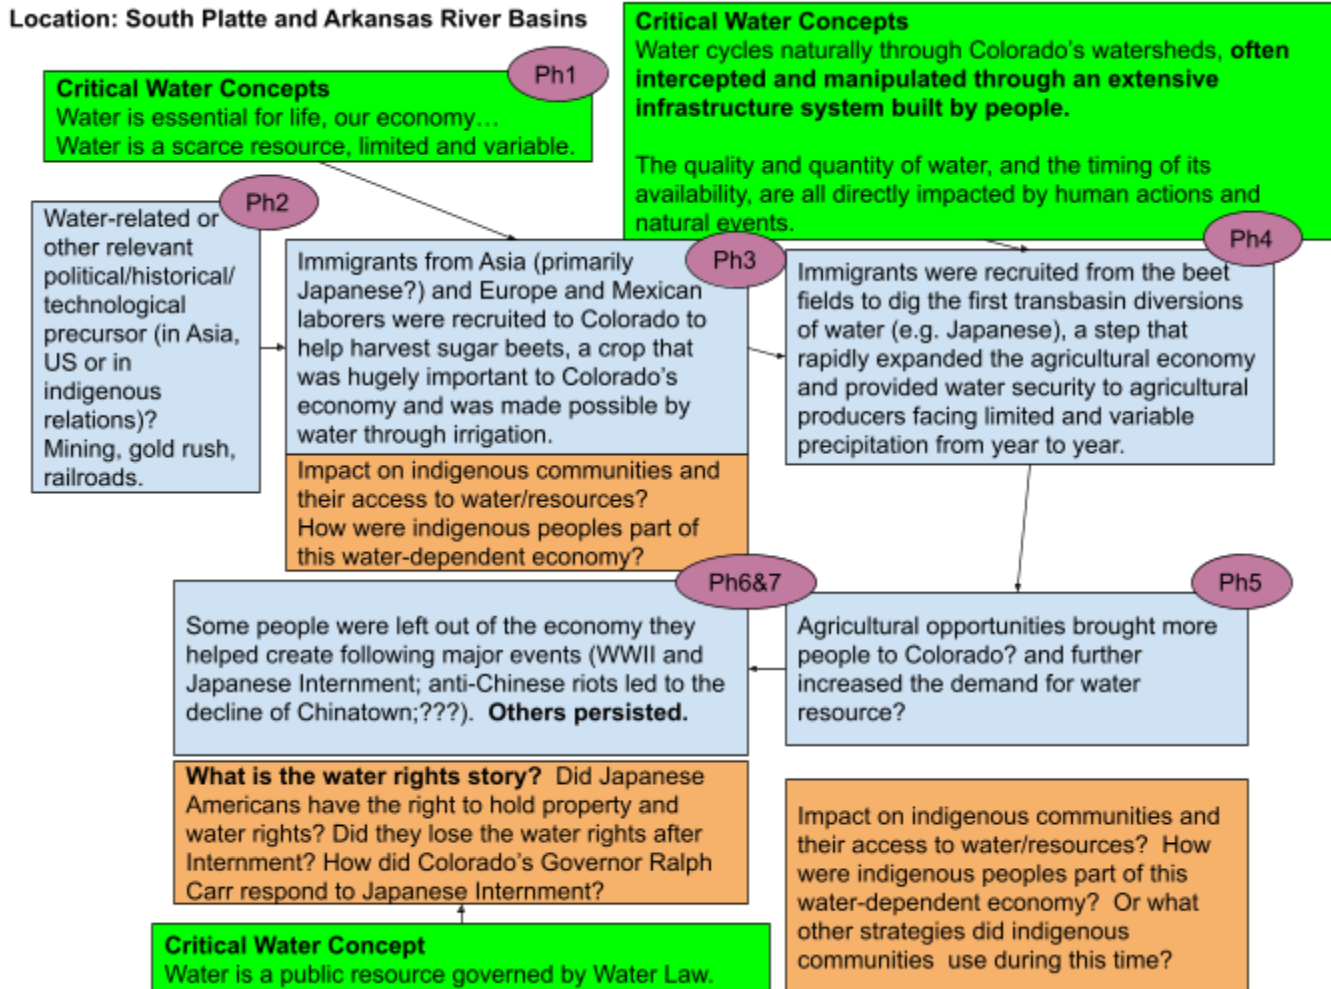 Location: South Platte and Arkansas River Basins
Ph1
Critical Water Concepts
Water is essential for life, our economy…
Water is a scarce resource, limited and variable.
Critical Water Concepts
Water cycles naturally through Colorado's watersheds, often
intercepted and manipulated through an extensive
infrastructure system built by people.
The quality and quantity of water, and the timing of its
availability, are all directly impacted by human actions and
natural events.
Ph2
Water-related or
other relevant
political/historical/
technological
precursor (in Asia,
US or in
indigenous
relations)?
Mining, gold rush,
railroads.
Ph3
Immigrants from Asia (primarily
Japanese?) and Europe and Mexican
laborers were recruited to Colorado to
help harvest sugar beets, a crop that
was hugely important to Colorado's
economy and was made possible by
water through irrigation.
Impact on indigenous communities and
their access to water/resources?
How were indigenous peoples part of
this water-dependent economy?
Ph4
Immigrants were recruited from the beet
fields to dig the first transbasin diversions
of water (e.g. Japanese), a step that
rapidly expanded the agricultural economy
and provided water security to agricultural
producers facing limited and variable
precipitation from year to year.
Ph5
Agricultural opportunities brought more
people to Colorado? and further
increased the demand for water
resource?
Ph6&7
Some people were left out of the economy they
helped create following major events (WWII and
Japanese Internment; anti-Chinese riots led to the
decline of Chinatown;???). Others persisted.
What is the water rights story? Did Japanese
Americans have the right to hold property and
water rights? Did they lose the water rights after
Internment? How did Colorado's Governor Ralph
Carr respond to Japanese Internment?
Critical Water Concept
Water is a public resource governed by Water Law.
Impact on indigenous communities and
their access to water/resources? How
were indigenous peoples part of this
water-dependent economy? Or what
other strategies did indigenous
communities use during this time?